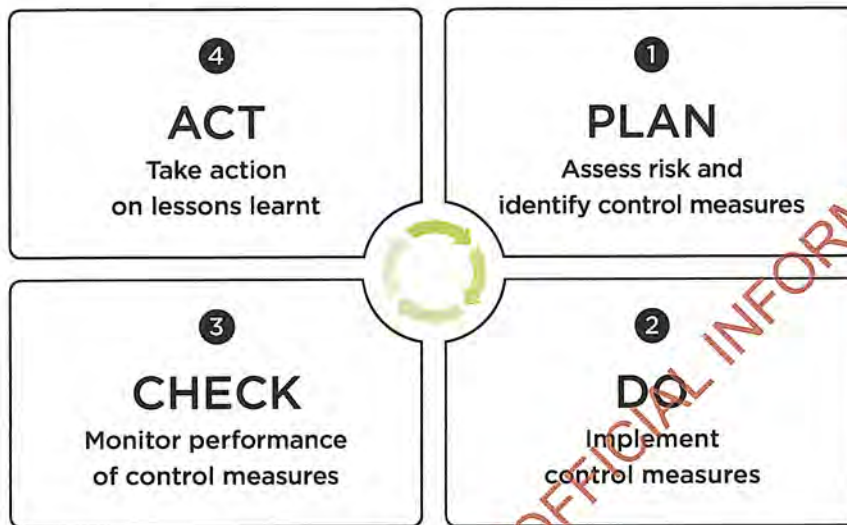 4
ACT
Take action
on lessons learnt
1
PLAN
Assess risk and
identify control measures
3
CHECK
Monitor performance
of control measures
2
DO
Implement
control measures
OFFICIAL INFORM